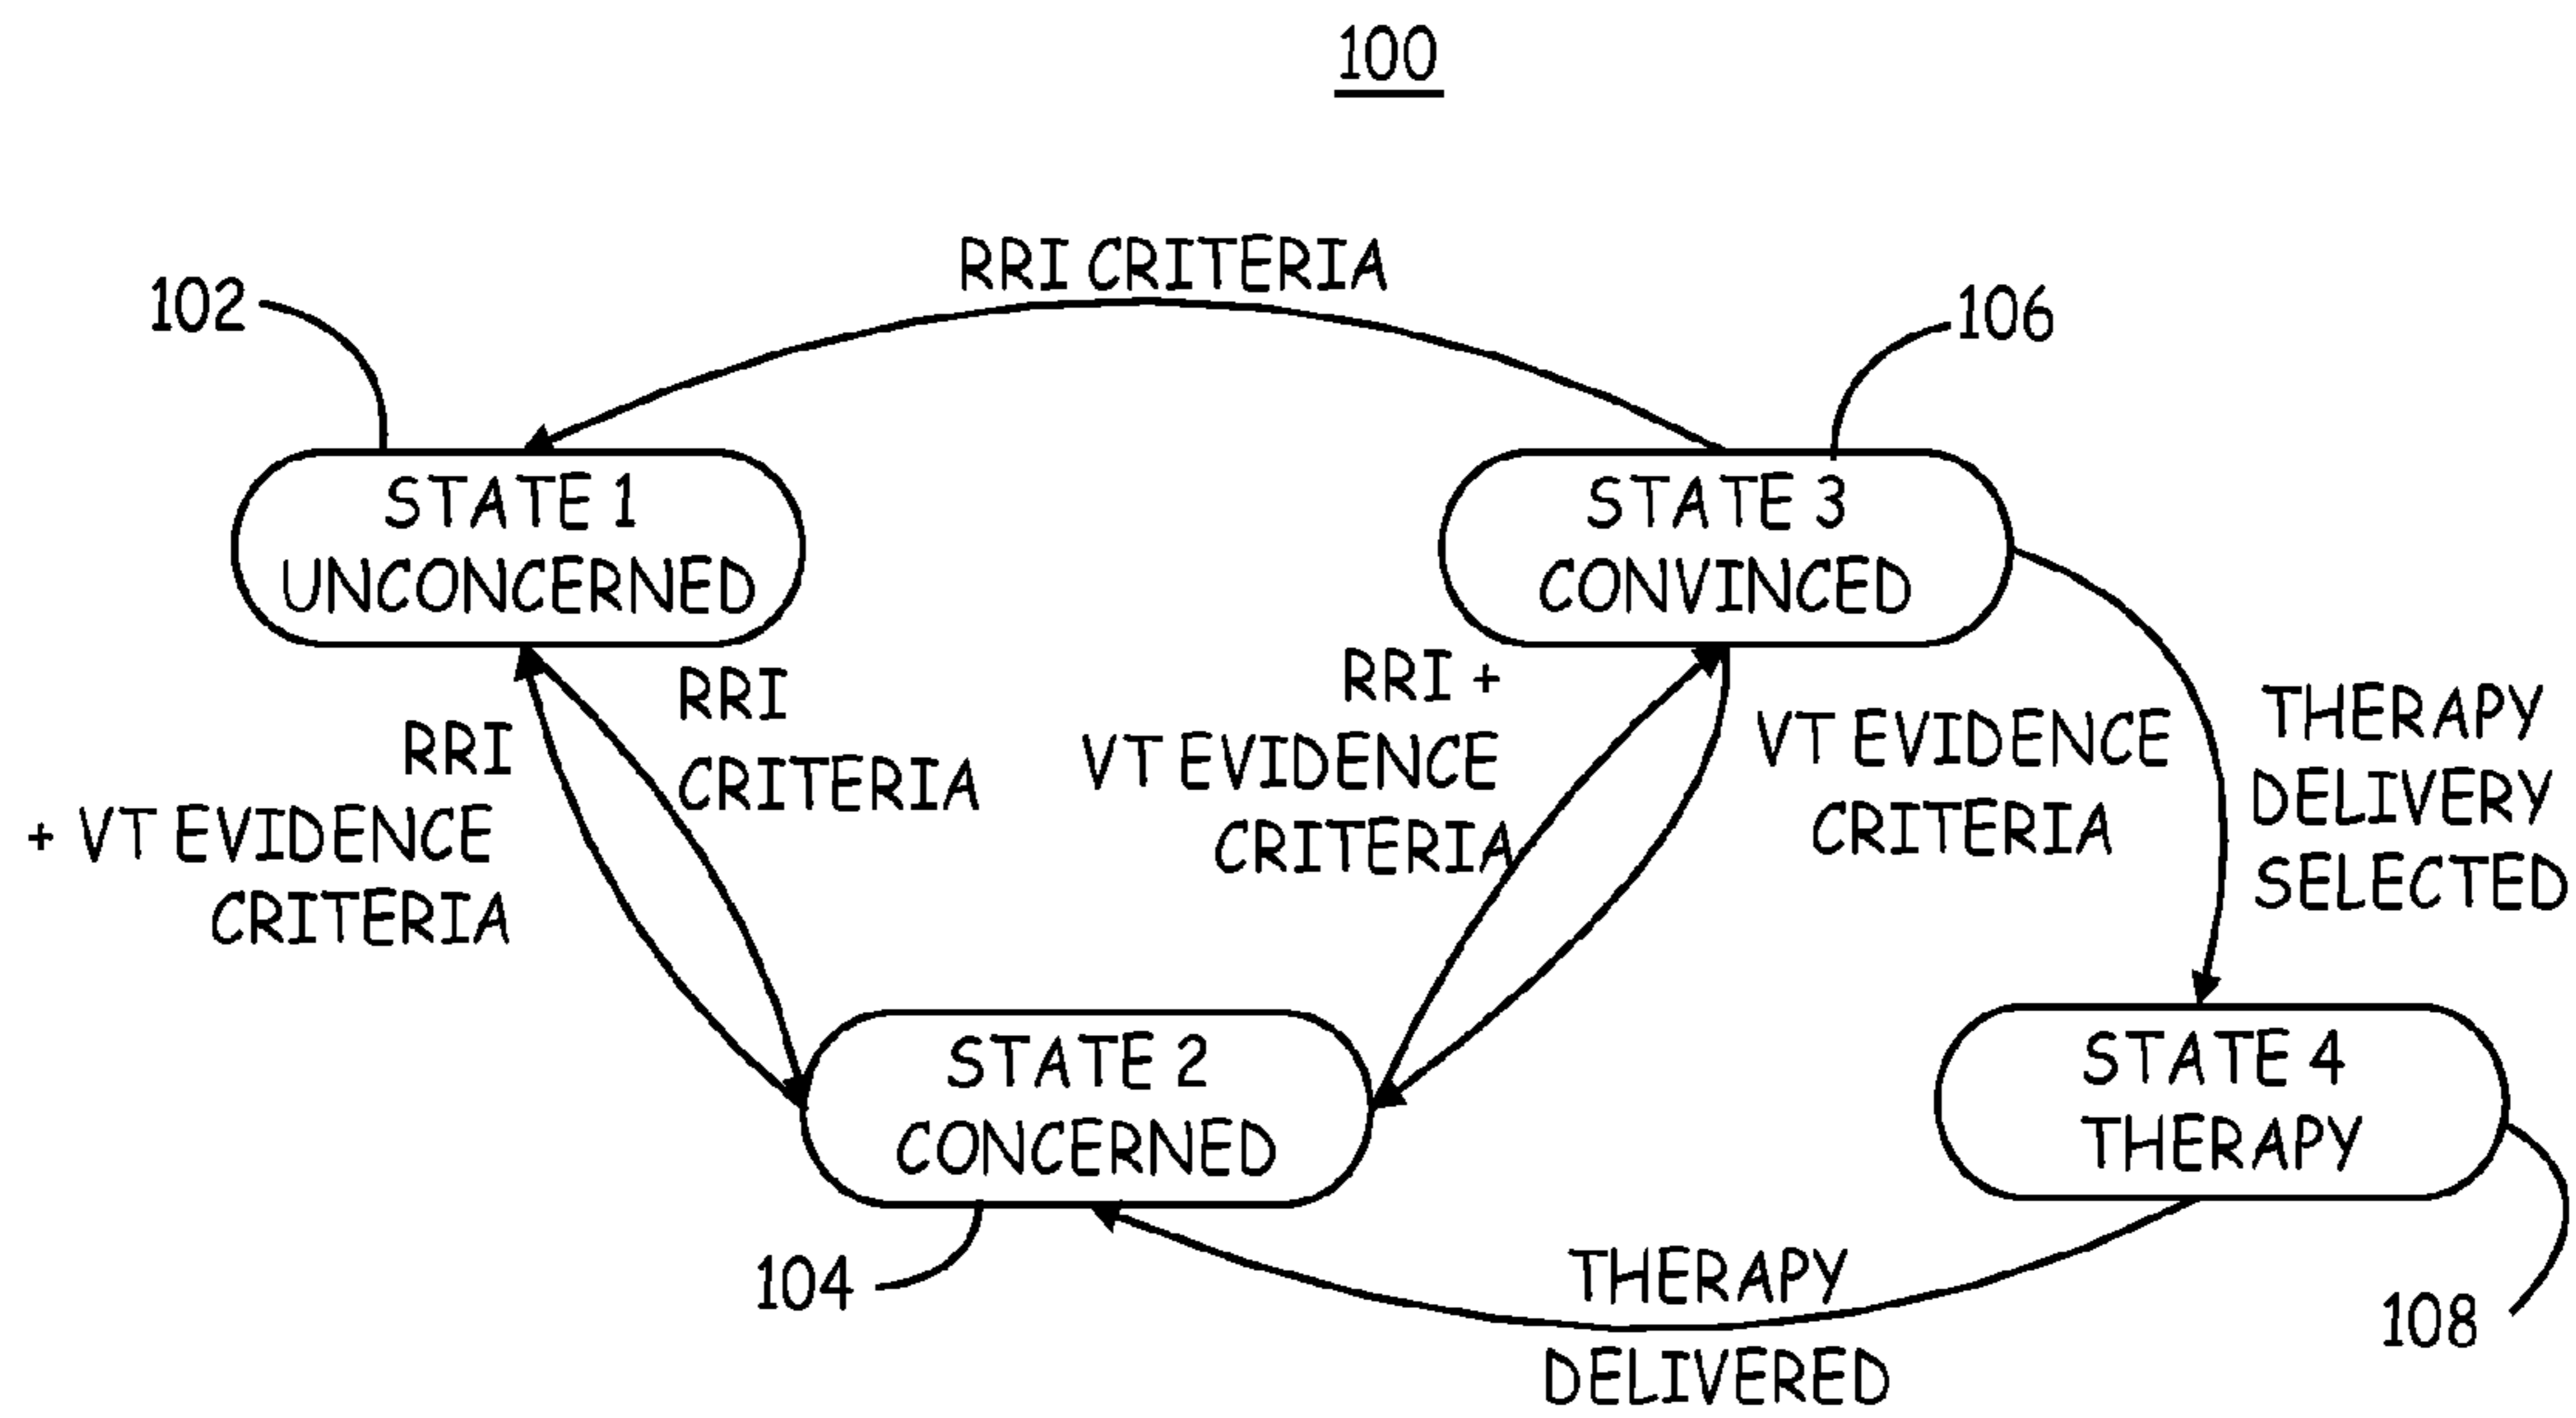 100
RRI CRITERIA
102
106
STATE 1
UNCONCERNED
STATE 3
CONVINCED
RRI
+ VT EVIDENCE
CRITERIA
RRI
CRITERIA
RRI +
VT EVIDENCE
CRITERIA
VT EVIDENCE
CRITERIA
THERAPY
DELIVERY
SELECTED
STATE 2
CONCERNED
STATE 4
THERAPY
104
THERAPY
DELIVERED
108